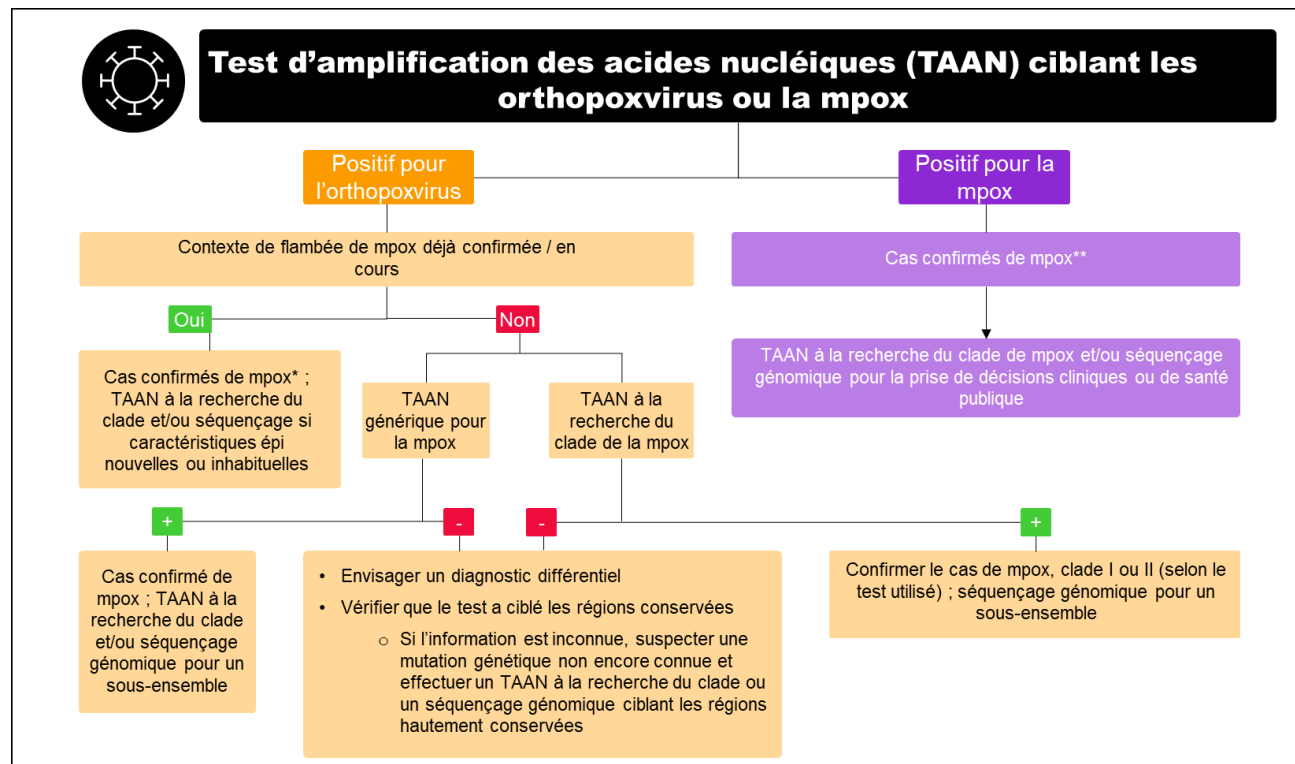 Test d’amplification des acides nucléiques (TAAN) ciblant les
orthopoxvirus ou la mpox
Positif pour
l’orthopoxvirus
Positif pour la
mpox
Contexte de flambée de mpox déjà confirmée / en
cours
Cas confirmés de mpox**
Oui
Non
TAAN à la recherche du clade de mpox et/ou séquençage
génomique pour la prise de décisions cliniques ou de santé
publique
Cas confirmés de mpox* ;
TAAN à la recherche du
clade et/ou séquençage si
caractéristiques épi
nouvelles ou inhabituelles
TAAN
générique pour
la mpox
TAAN à la
recherche du
clade de la mpox
+
-
-
+
Cas confirmé de
mpox ; TAAN à la
recherche du clade
et/ou séquençage
génomique pour un
sous-ensemble
• Envisager un diagnostic différentiel
• Vérifier que le test a ciblé les régions conservées
o Si l’information est inconnue, suspecter une
mutation génétique non encore connue et
effectuer un TAAN à la recherche du clade ou
un séquençage génomique ciblant les régions
hautement conservées
Confirmer le cas de mpox, clade I ou II (selon le
test utilisé) ; séquençage génomique pour un
sous-ensemble